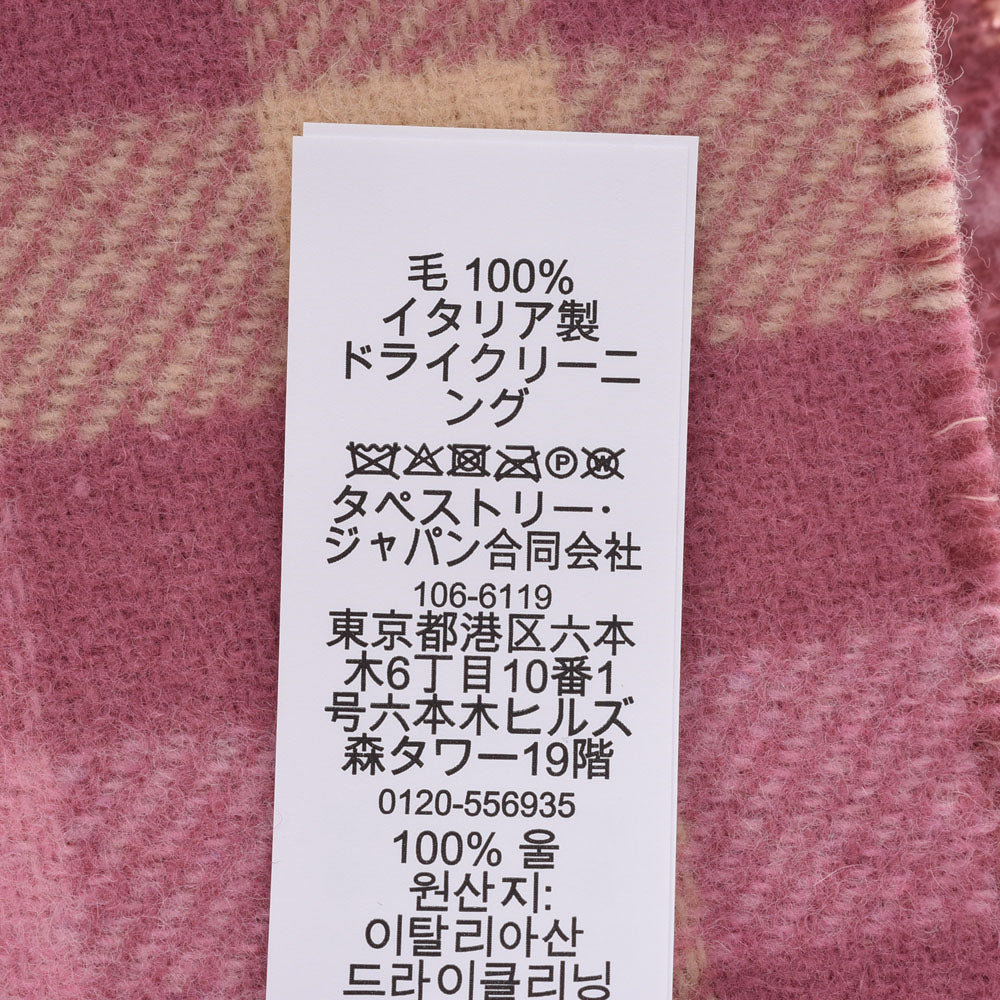 毛 100%
イタリア製
ドライクリーニ
ング
P W
タペストリー・
ジャパン合同会社
106-6119
東京都港区六本
木6丁目10番1
号六本木ヒルズ
森タワー19階
0120-556935
100% 울
원산지:
이탈리아산
드라이클리닝